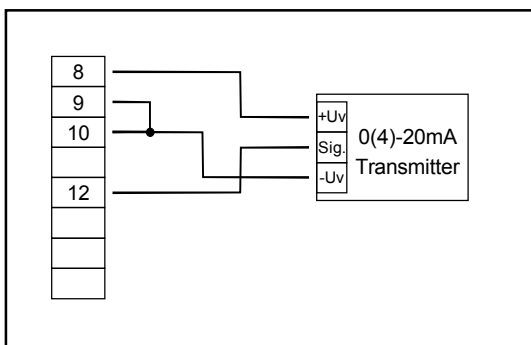 8
9
10
12
+Uv
Sig.
-Uv
0(4)-20mA
Transmitter